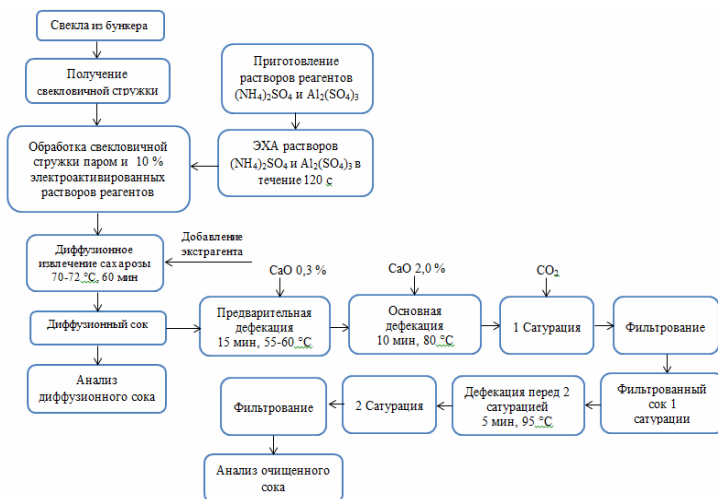 Свекла из бункера
Получение
свекловичной стружки
Приготовление
растворов реагентов
(NH₄)₂SO₄ и Al₂(SO₄)₃
Обработка свекловичной
стружки паром и 10 %
электроактивированных
растворов реагентов
ЭХА растворов
(NH₄)₂SO₄ и Al₂(SO₄)₃ в
течение 120 с
Диффузионное
извлечение сахарозы
70-72 °С, 60 мин
Добавление
экстрагента
CaO 0,3 %
CaO 2,0 %
CO₂
Диффузионный сок
Предварительная
дефекация
15 мин, 55-60 °С
Основная
дефекация
10 мин, 80 °С
1 Сатурация
Фильтрование
Анализ
диффузионного сока
Фильтрование
2 Сатурация
Дефекация перед 2
сатурацией
5 мин, 95 °С
Фильтрованный
сок 1
сатурации
Анализ очищенного
сока